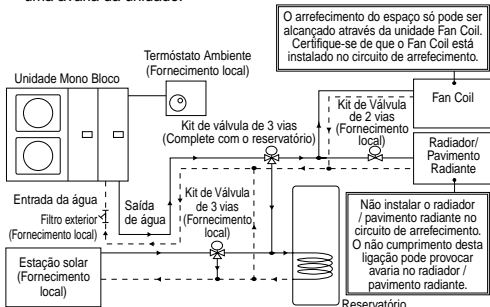 uma avaria da unidade.
O arrefecimento do espaço só pode ser
alcançado através da unidade Fan Coil.
Certifique-se de que o Fan Coil está
instalado no circuito de arrefecimento.
Termóstato Ambiente
(Fornecimento local)
Unidade Mono Bloco
Kit de Válvula
de 2 vias
(Fornecimento
local)
Fan Coil
Kit de válvula de 3 vias
(Complete com o reservatório)
Radiador/
Pavimento
Radiante
Entrada da água
Filtro exterior
(Fornecimento local)
Saída
de água
Kit de Válvula
de 3 vias
(Fornecimento
local)
Não instalar o radiador
/ pavimento radiante no
circuito de arrefecimento.
O não cumprimento desta
ligação pode provocar
avaria no radiador /
pavimento radiante.
Estação solar
(Fornecimento
local)
Reservatório